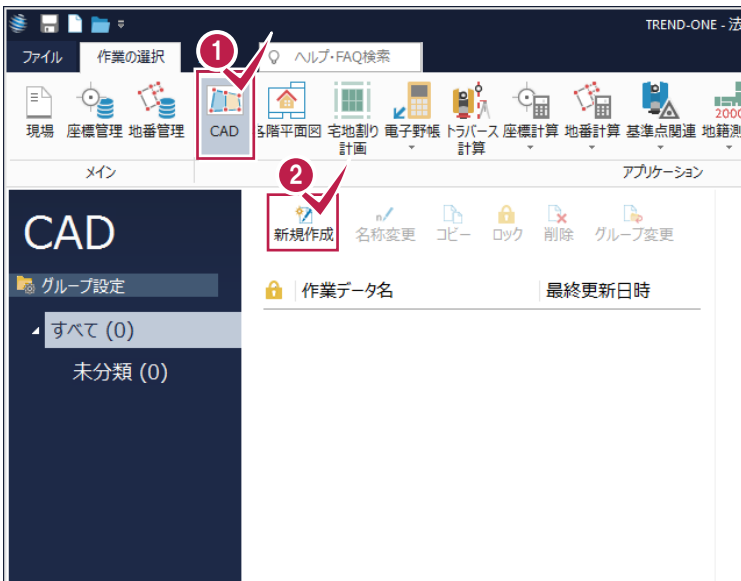 TREND-ONE - 法
ファイル 作業の選択 ヘルプ・FAQ検索
1
現場 座標管理 地番管理 CAD 各階平面図 宅地割り計画 電子野帳 トラバース計算 座標計算 地番計算 基準点関連 地籍測
2000
メイン アプリケーション
2
CAD
新規作成 名称変更 コピー ロック 削除 グループ変更
グループ設定
作業データ名 最終更新日時
すべて (0)
未分類 (0)